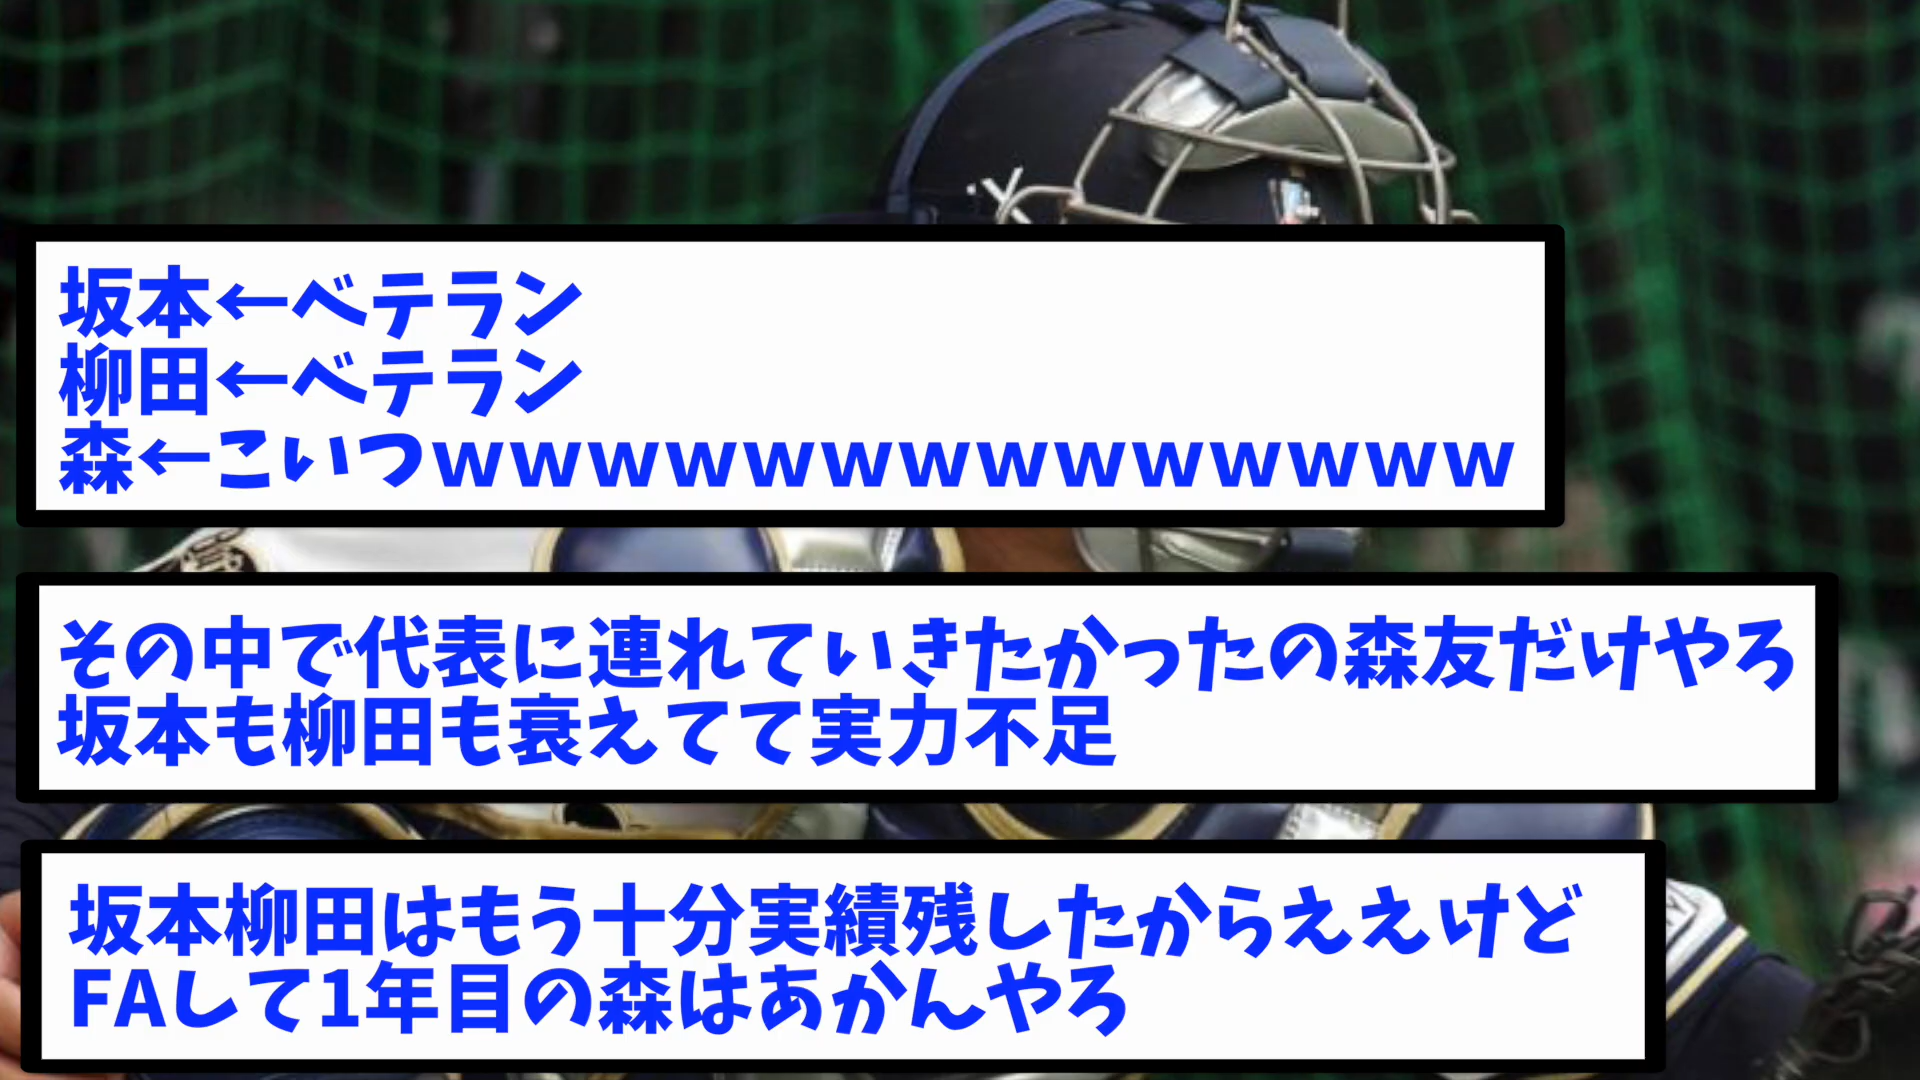 坂本←ベテラン
柳田←ベテラン
森←こいつｗｗｗｗｗｗｗｗｗｗｗｗｗｗ
その中で代表に連れていきたかったの森友だけやろ
坂本も柳田も衰えてて実力不足
坂本柳田はもう十分実績残したからええけど
FAして1年目の森はあかんやろ